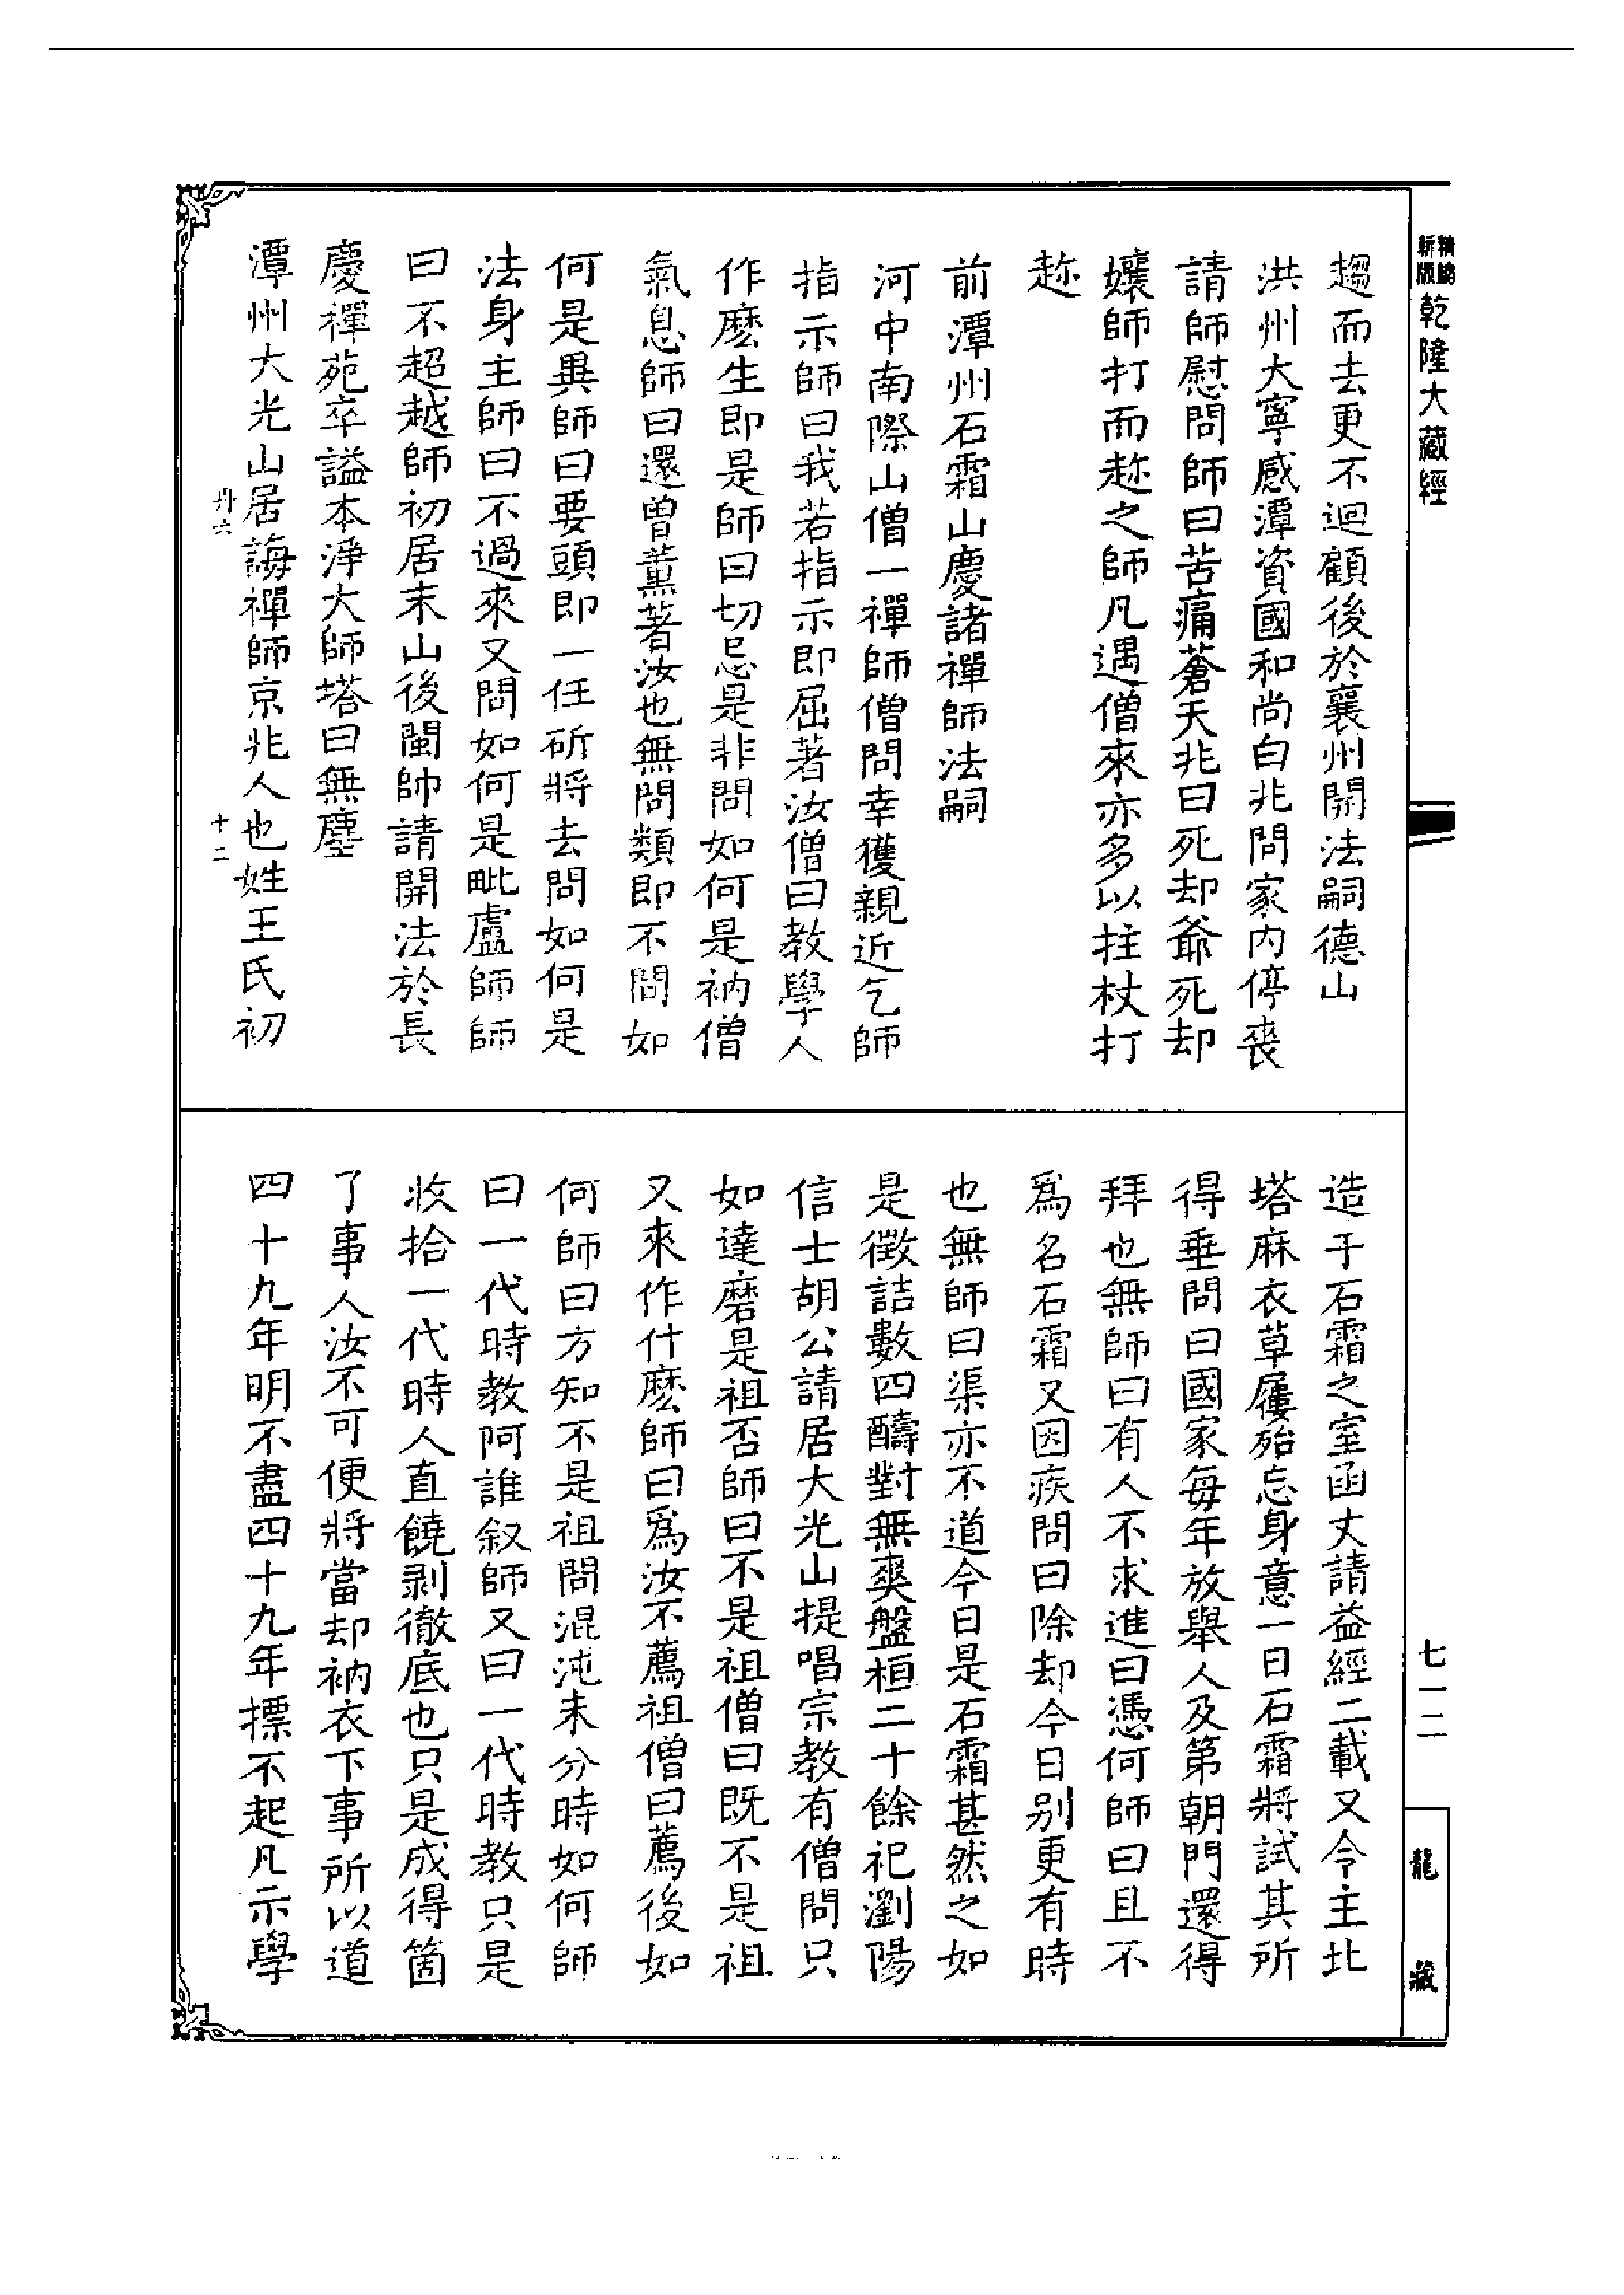 精編
新版
乾隆大藏經
七一二
龍藏
趨而去更不迴顧後於襄州開法嗣德山
洪州大寧感潭資國和尚白兆問家內停喪
請師慰問師曰苦痛蒼天兆曰死却爺死却
孃師打而趂之師凡遇僧來亦多以拄杖打
趂
前潭州石霜山慶諸禪師法嗣
河中南際山僧一禪師僧問幸獲親近乞師
指示師曰我若指示即屈著汝僧曰教學人
作麼生即是師曰切忌是非問如何是衲僧
氣息師曰還曾薰著汝也無問類即不問如
何是異師曰要頭即一任斫將去問如何是
法身主師曰不過來又問如何是毗盧師師
曰不超越師初居末山後閩帥請開法於長
慶禪苑卒謚本淨大師塔曰無塵
潭州大光山居誨禪師京兆人也姓王氏初
丹六
十二
造于石霜之室函丈請益經二載又令主北
塔麻衣草屨殆忘身意一日石霜將試其所
得垂問曰國家每年放舉人及第朝門還得
拜也無師曰有人不求進曰憑何師曰且不
爲名石霜又因疾問曰除却今日别更有時
也無師曰渠亦不道今日是石霜甚然之如
是徵詰數四醻對無爽盤桓二十餘祀瀏陽
信士胡公請居大光山提唱宗教有僧問只
如達磨是祖否師曰不是祖僧曰既不是祖
又來作什麼師曰爲汝不薦祖僧曰薦後如
何師曰方知不是祖問混沌未分時如何師
曰一代時教阿誰叙師又曰一代時教只是
收拾一代時人直饒剥徹底也只是成得箇
了事人汝不可便將當却衲衣下事所以道
四十九年明不盡四十九年摽不起凡示學